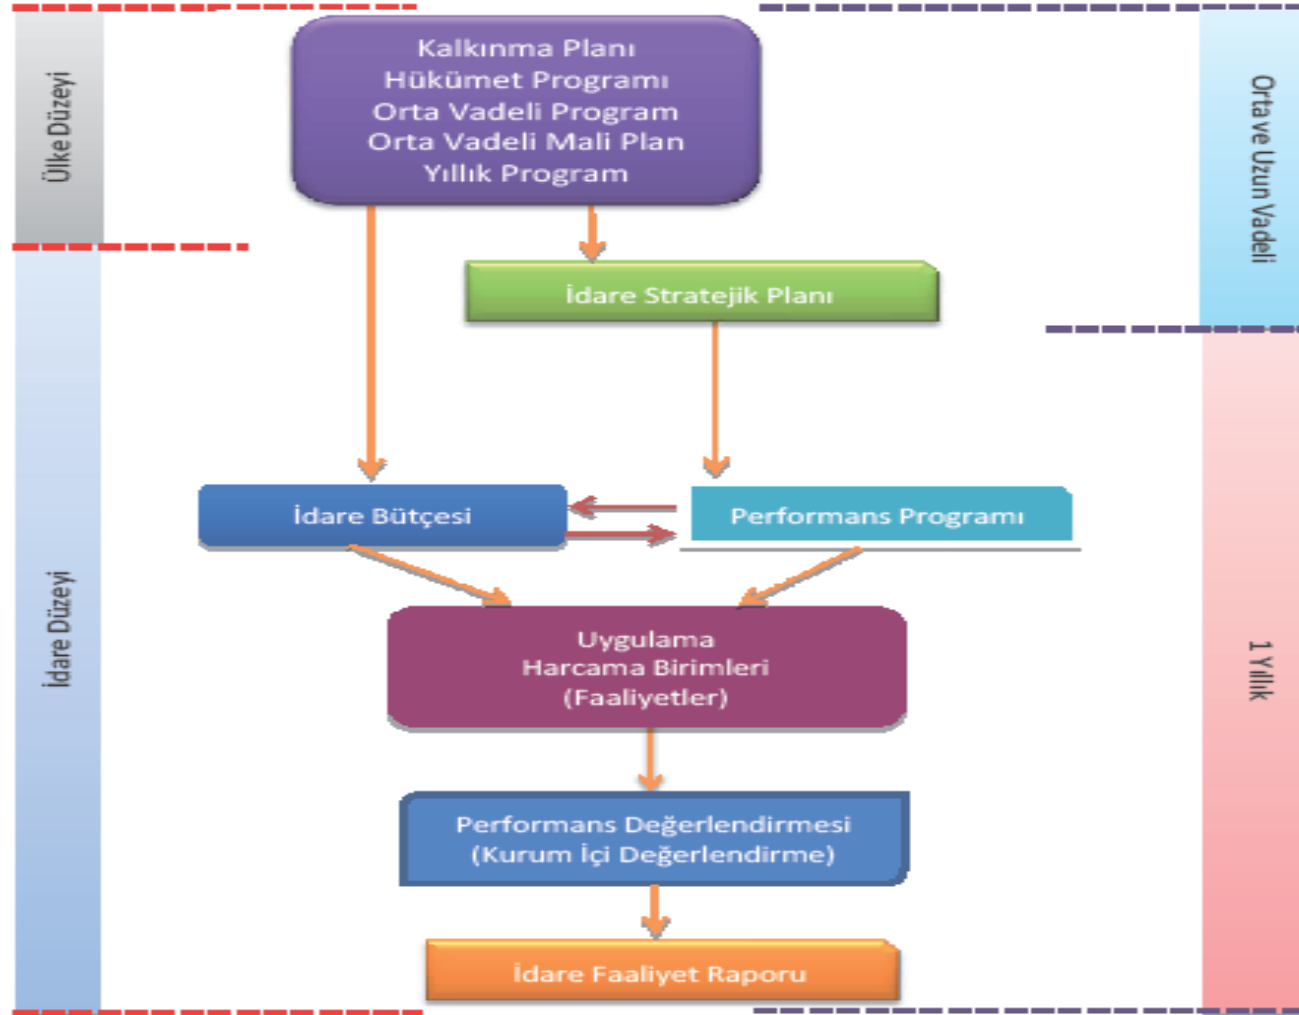 Ülke Düzeyi
Kalkınma Planı
Hükümet Programı
Orta Vadeli Program
Orta Vadeli Mali Plan
Yıllık Program
Orta ve Uzun Vadeli
İdare Stratejik Planı
İdare Düzeyi
İdare Bütçesi
Performans Programı
1 Yıllık
Uygulama
Harcama Birimleri
(Faaliyetler)
Performans Değerlendirmesi
(Kurum İçi Değerlendirme)
İdare Faaliyet Raporu